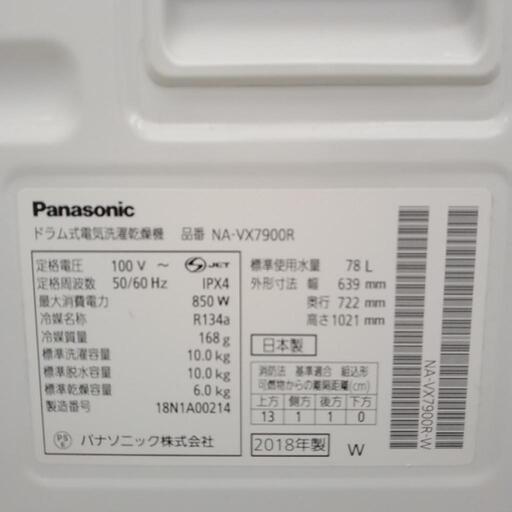 Panasonic
ドラム式電気洗濯乾燥機 品番 NA-VX7900R
定格電圧 100 V ~ S JET
定格周波数 50/60 Hz IPX4
最大消費電力 850 W
冷媒名称 R134a
冷媒質量 168 g
標準洗濯容量 10.0 kg
標準脱水容量 10.0 kg
標準乾燥容量 6.0 kg
製造番号 18N1A00214
PS E パナソニック株式会社
標準使用水量 78 L
外形寸法 幅 639 mm
奥行 722 mm
高さ 1021 mm
日本製
消防法 基準適合 組込形
可燃物からの離隔距離(cm)
上方 側方 後方 下方
13 1 1 0
2018年製 W
NA-VX7900R-W